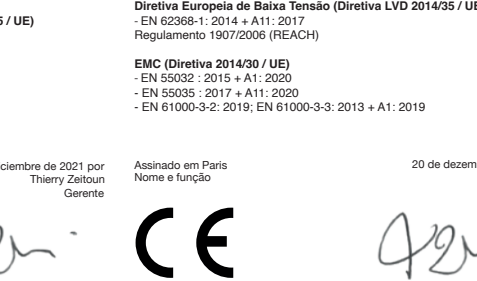 5 / UE)
ciembre de 2021 por
Thierry Zeitoun
Gerente
Diretiva Europeia de Baixa Tensão (Diretiva LVD 2014/35 / UE
- EN 62368-1: 2014 + A11: 2017
Regulamento 1907/2006 (REACH)
EMC (Diretiva 2014/30 / UE)
- EN 55032 : 2015 + A1: 2020
- EN 55035 : 2017 + A11: 2020
- EN 61000-3-2: 2019; EN 61000-3-3: 2013 + A1: 2019
Assinado em Paris
Nome e função
20 de dezem
CE